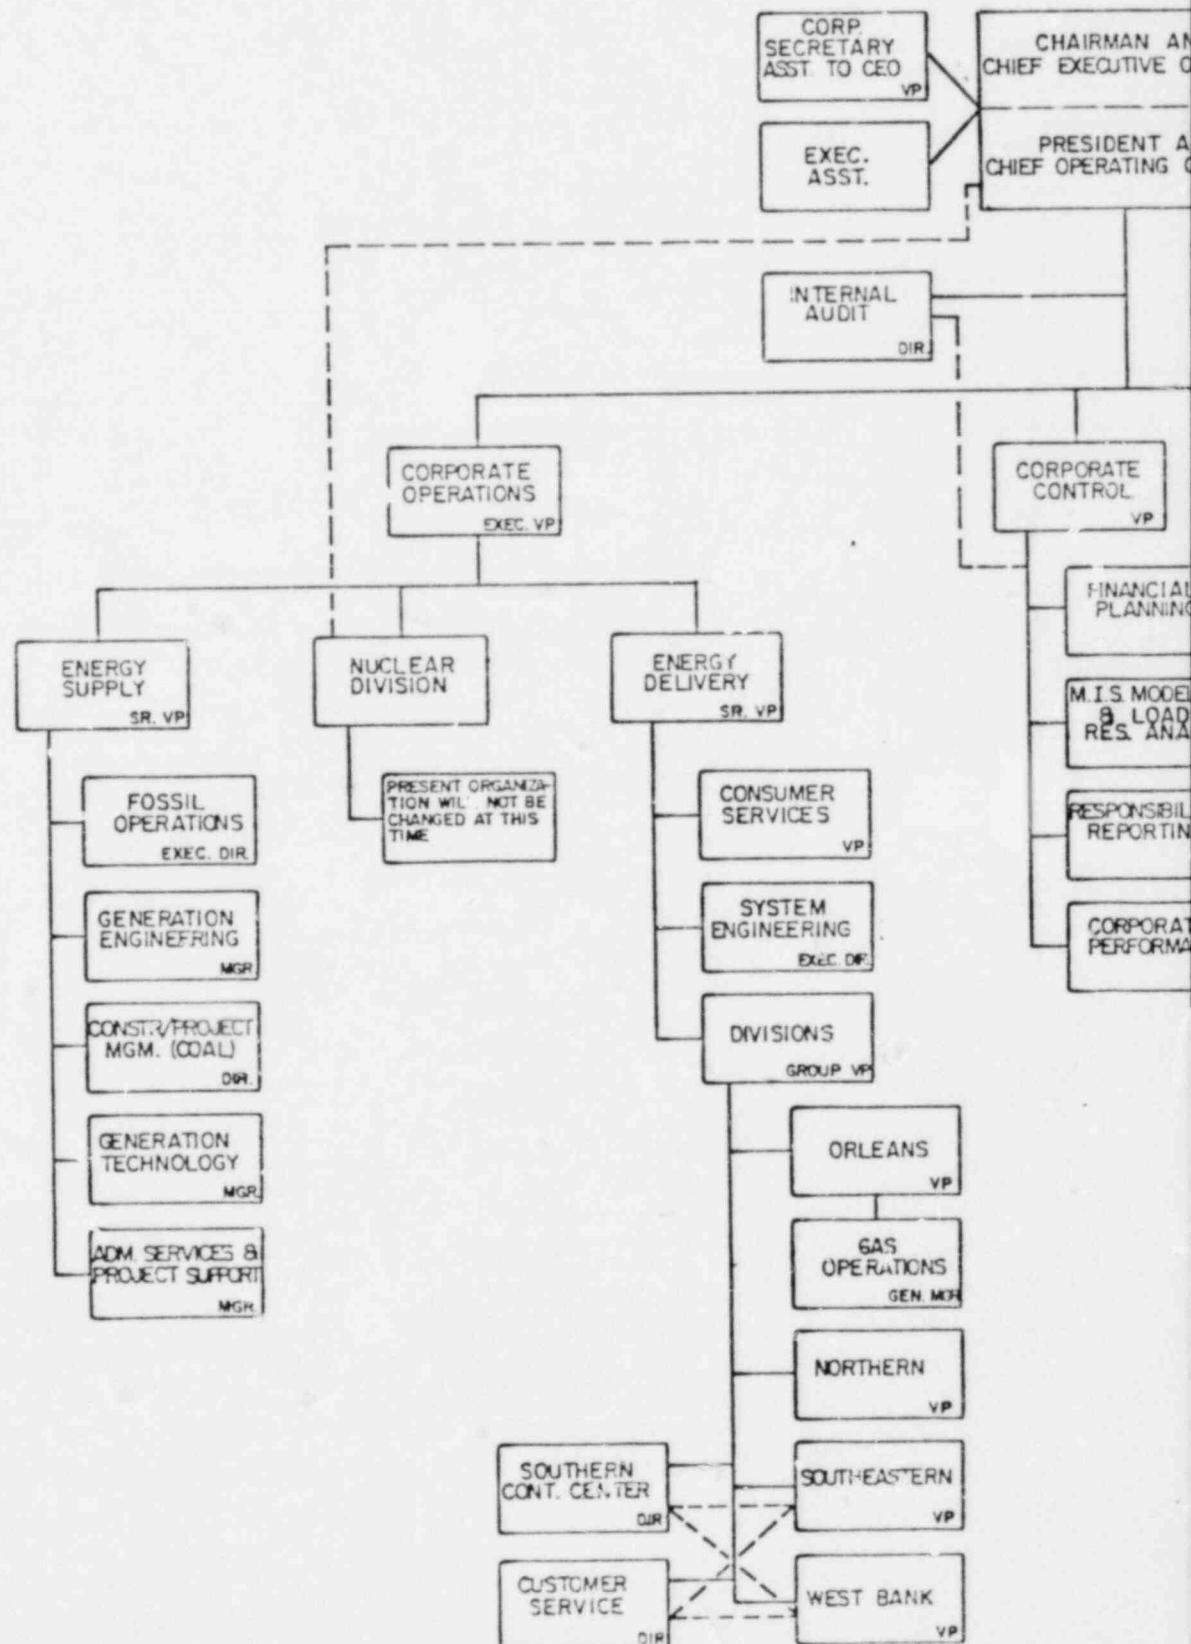 CORP.
SECRETARY
ASST. TO CEO
VP
CHAIRMAN AN
CHIEF EXECUTIVE O
EXEC.
ASST.
PRESIDENT A
CHIEF OPERATING O
INTERNAL
AUDIT
DIR.
CORPORATE
OPERATIONS
EXEC. VP
CORPORATE
CONTROL
VP
ENERGY
SUPPLY
SR. VP
NUCLEAR
DIVISION
ENERGY
DELIVERY
SR. VP
FINANCIAL
PLANNING
M.I.S. MODEL
& LOAD
RES. ANA
RESPONSIBIL
REPORTIN
CORPORAT
PERFORMA
FOSSIL
OPERATIONS
EXEC. DIR.
GENERATION
ENGINEERING
MGR.
CONSTR/PROJECT
MGM. (COAL)
DIR.
GENERATION
TECHNOLOGY
MGR.
ADM. SERVICES &
PROJECT SUPPORT
MGR.
PRESENT ORGANIZA-
TION WIL NOT BE
CHANGED AT THIS
TIME
CONSUMER
SERVICES
VP
SYSTEM
ENGINEERING
EXEC. DIR.
DIVISIONS
GROUP VP
ORLEANS
VP
GAS
OPERATIONS
GEN. MGR
NORTHERN
VP
SOUTHERN
CONT. CENTER
DIR
SOUTHEASTERN
VP
CUSTOMER
SERVICE
DIR
WEST BANK
VP